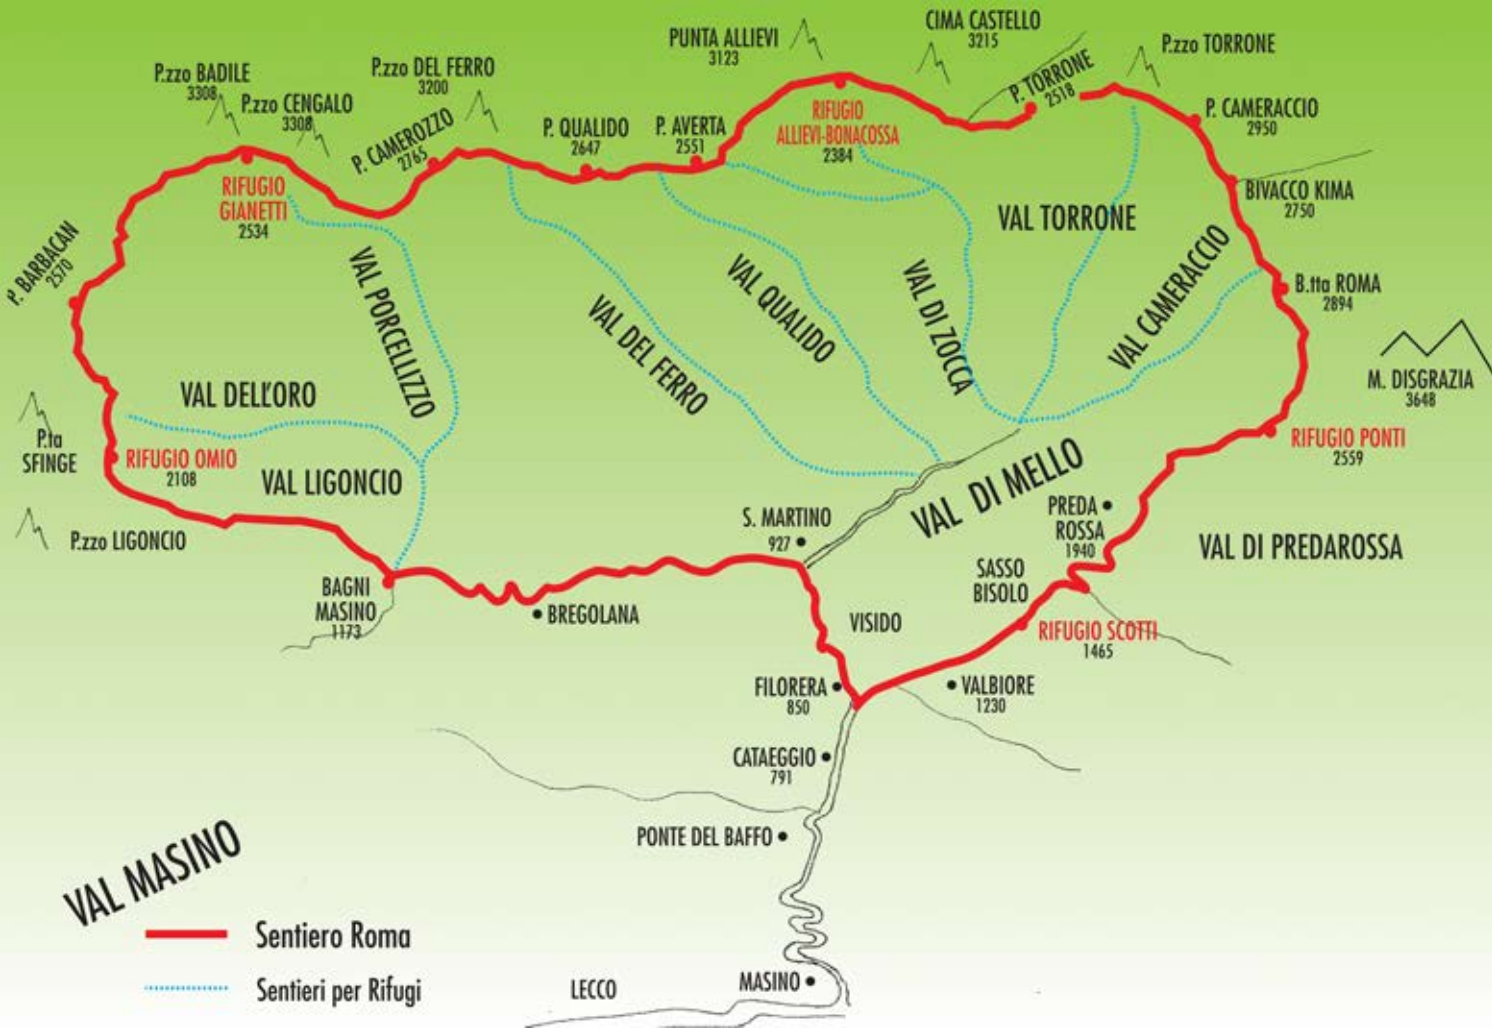 CIMA CASTELLO
3215
PUNTA ALLIEVI
3123
P.zzo TORRONE
P.zzo DEL FERRO
3200
P.zzo BADILE
3308
P.zzo CENGALO
3308
P. TORRONE
2518
P. CAMERACCIO
2950
RIFUGIO
ALLIEVI-BONACOSSA
2384
P. QUALIDO
2647
P. AVERTA
2551
P. CAMEROZZO
2765
RIFUGIO
GIANETTI
2534
BIVACCO KIMA
2750
VAL TORRONE
P. BARBACAN
2570
VAL PORCELLIZZO
VAL DEL FERRO
VAL QUALIDO
VAL DI ZOCCA
VAL CAMERACCIO
B.tta ROMA
2894
M. DISGRAZIA
3648
VAL DELL'ORO
P.ta
SFINGE
RIFUGIO OMIO
2108
VAL LIGONCIO
RIFUGIO PONTI
2559
VAL DI MELLO
P.zzo LIGONCIO
S. MARTINO
927
PREDA
ROSSA
1940
VAL DI PREDAROSSA
SASSO
BISOLO
BAGNI
MASINO
1173
BREGOLANA
VISIDO
RIFUGIO SCOTTI
1465
FILORERA
850
VALBIORE
1230
CATAEGGIO
791
PONTE DEL BAFFO
VAL MASINO
Sentiero Roma
Sentieri per Rifugi
LECCO
MASINO